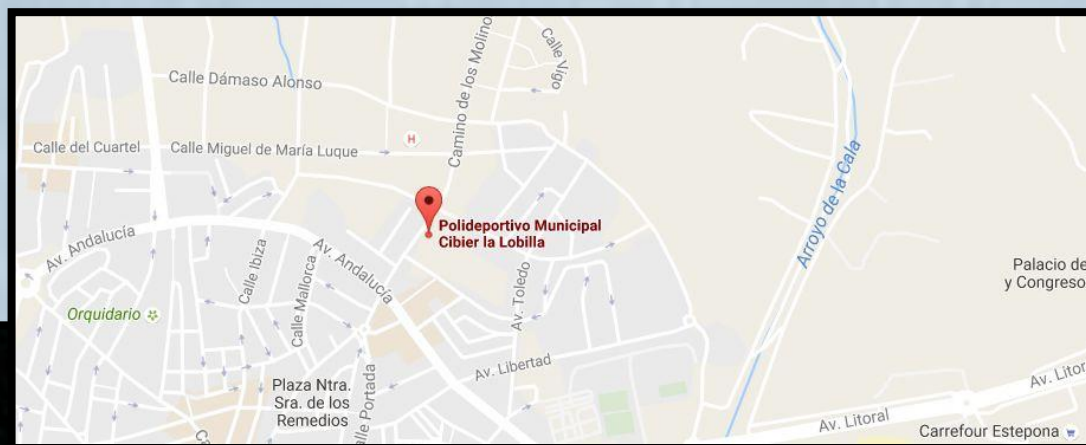 Calle Dámaso Alonso
Camino de los Molino
Calle Vigo
Calle del Cuartel
Calle Miguel de María Luque
H
Arroyo de la Cala
Polideportivo Municipal
Cibier la Lobilla
Av. Andalucía
Av. Andalucía
Calle Ibiza
Calle Mallorca
Av. Toledo
Palacio de
y Congreso
Orquidario
Av. Libertad
Plaza Ntra.
Sra. de los
Remedios
Calle Portada
Av. Litoral
Av. Litor
Carrefour Estepona
Ca